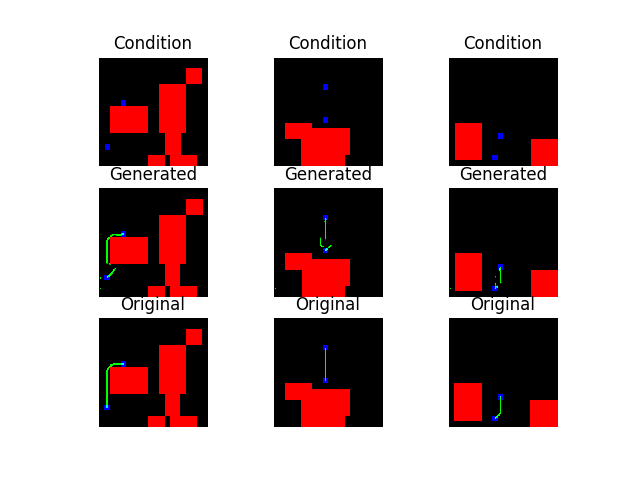 Condition Condition Condition
Generated Generated Generated
Original Original Original